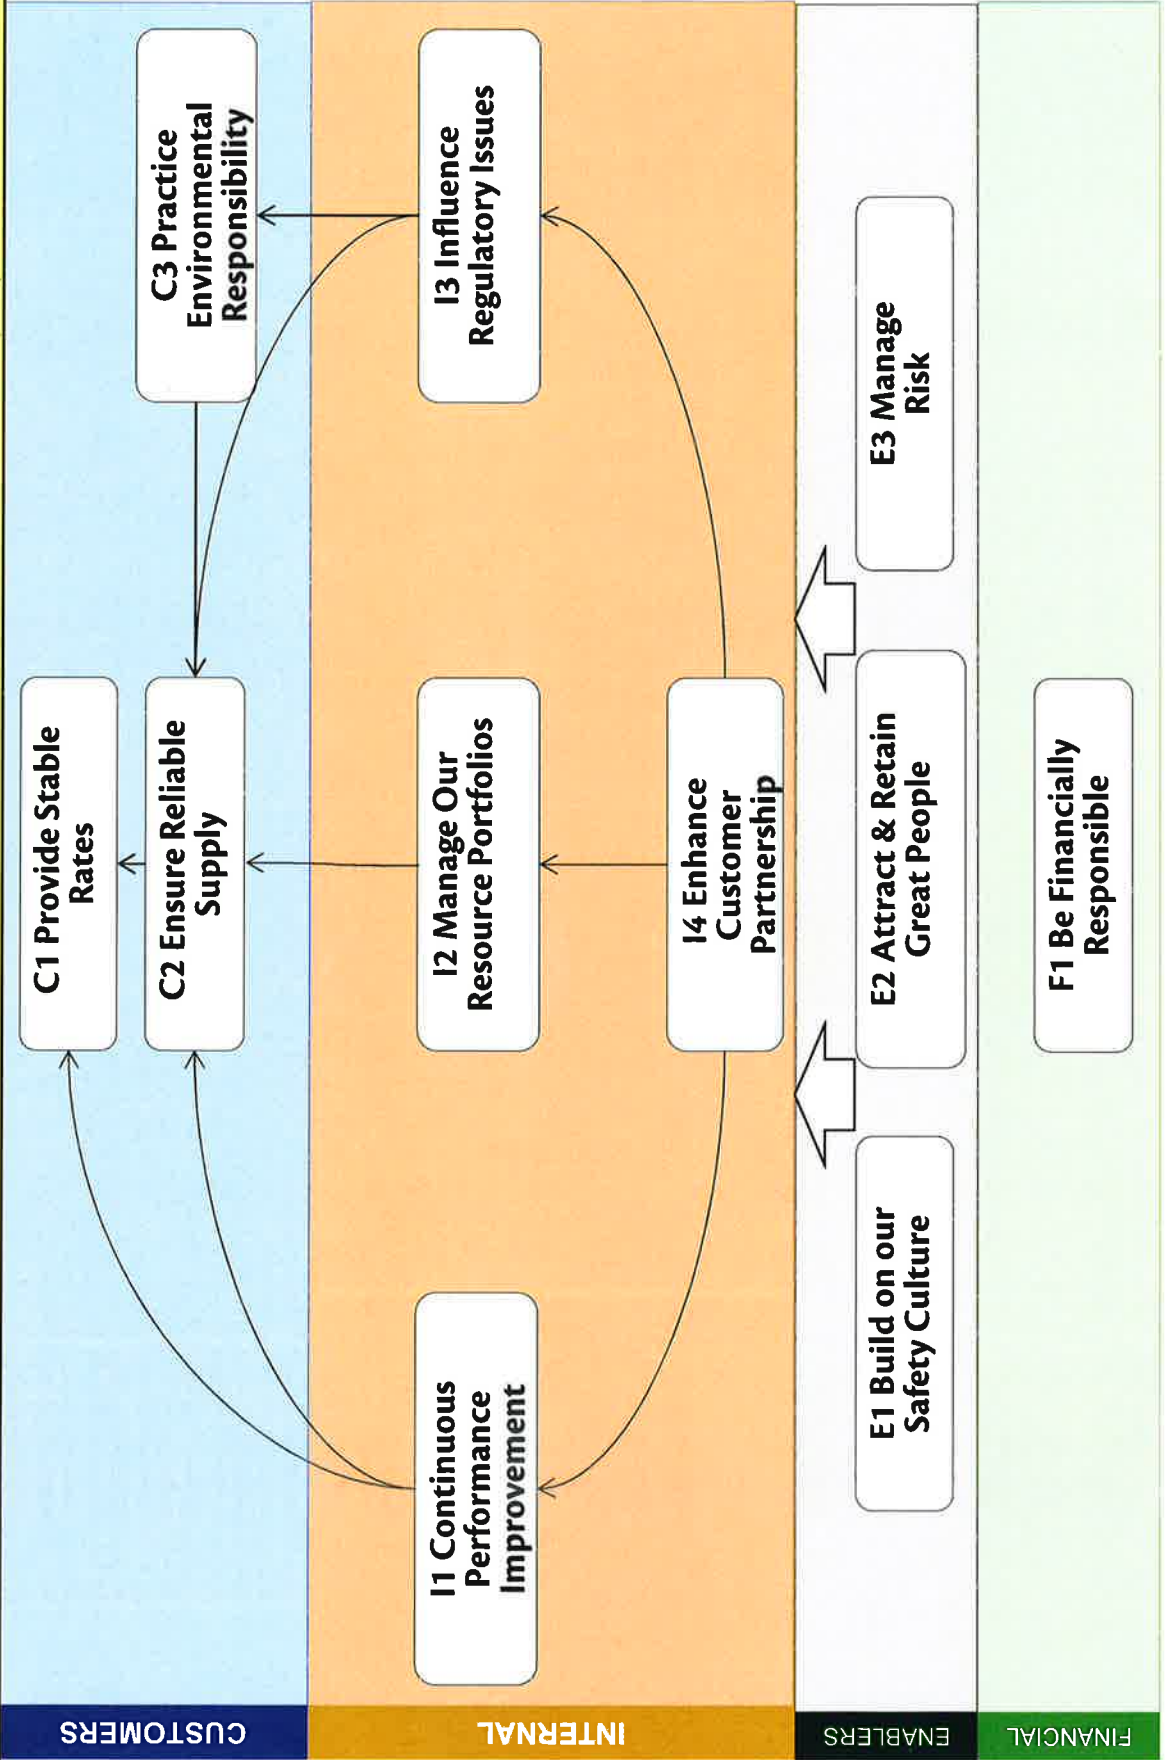 CUSTOMERS
C1 Provide Stable
Rates
C2 Ensure Reliable
Supply
C3 Practice
Environmental
Responsibility
INTERNAL
I1 Continuous
Performance
Improvement
I2 Manage Our
Resource Portfolios
I3 Influence
Regulatory Issues
I4 Enhance
Customer
Partnership
ENABLERS
E1 Build on our
Safety Culture
E2 Attract & Retain
Great People
E3 Manage
Risk
FINANCIAL
F1 Be Financially
Responsible